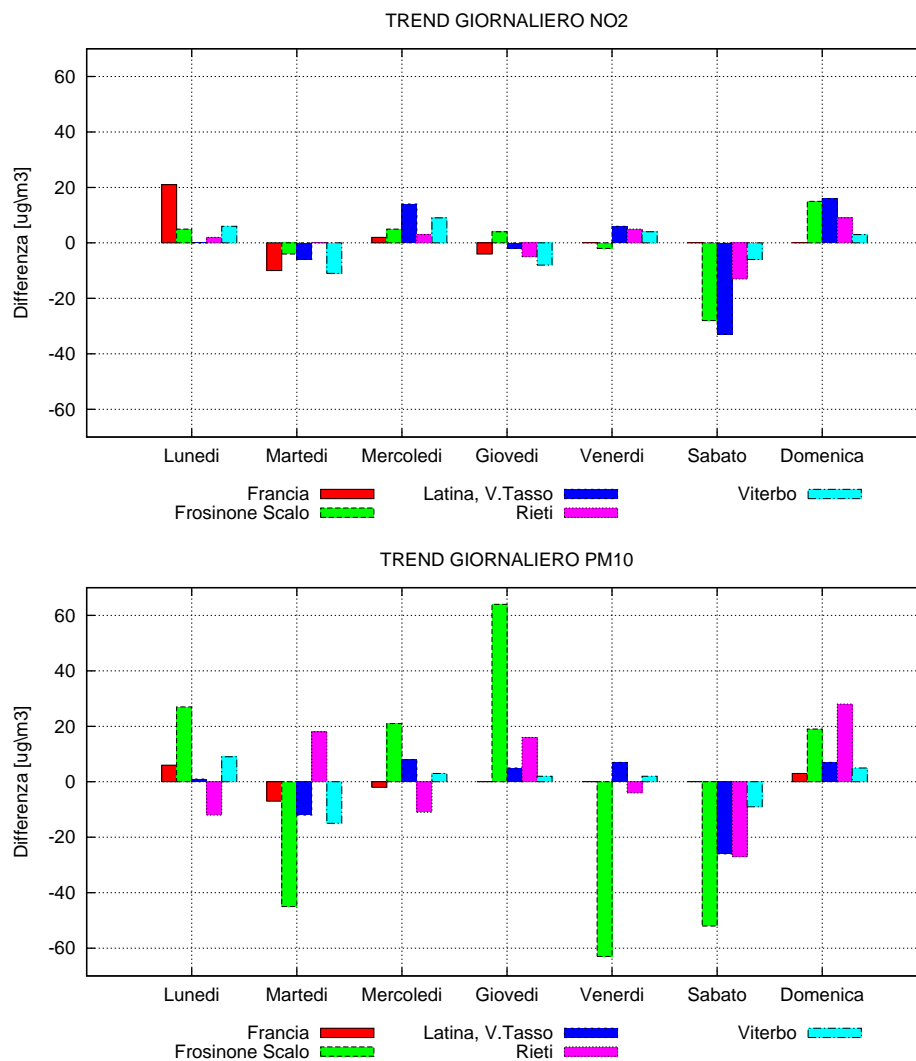 TREND GIORNALIERO NO2
60
40
20
0
-20
-40
-60
Differenza [ug\m3]
Lunedi Martedi Mercoledi Giovedi Venerdi Sabato Domenica
Francia Latina, V.Tasso Viterbo
Frosinone Scalo Rieti
TREND GIORNALIERO PM10
60
40
20
0
-20
-40
-60
Differenza [ug\m3]
Lunedi Martedi Mercoledi Giovedi Venerdi Sabato Domenica
Francia Latina, V.Tasso Viterbo
Frosinone Scalo Rieti